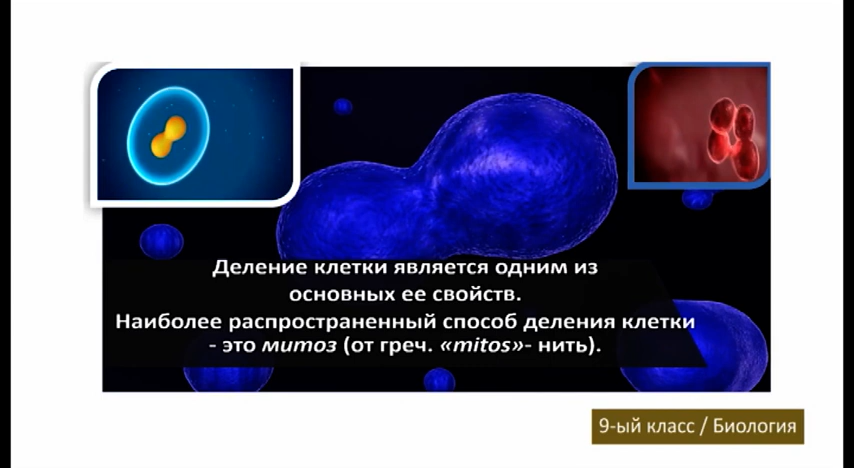 Деление клетки является одним из
основных ее свойств.
Наиболее распространенный способ деления клетки
- это митоз (от греч. «mitos»- нить).
9-ый класс / Биология